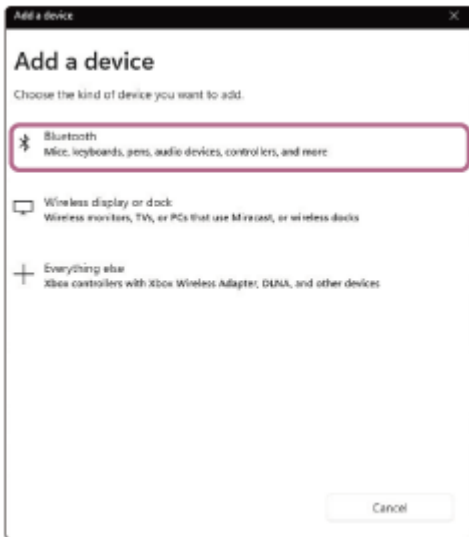 Add a device
Add a device
Choose the kind of device you want to add.
Bluetooth
Mice, keyboards, pens, audio devices, controllers, and more
Wireless display or dock
Wireless monitors, TVs, or PCs that use Miracast, or wireless docks
Everything else
Xbox controllers with Xbox Wireless Adapter, DLNA, and other devices
Cancel